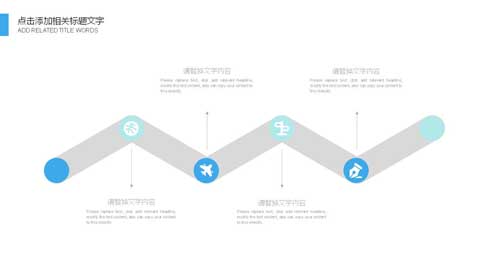 点击添加相关标题文字
ADD RELATED TITLE WORDS
请替换文字内容
Please replace text, click add relevant headline,
modify the text content, also can copy your content to
this directly.
请替换文字内容
Please replace text, click add relevant headline,
modify the text content, also can copy your content to
this directly.
请替换文字内容
Please replace text, click add relevant headline,
modify the text content, also can copy your content to
this directly.
请替换文字内容
Please replace text, click add relevant headline,
modify the text content, also can copy your content to
this directly.